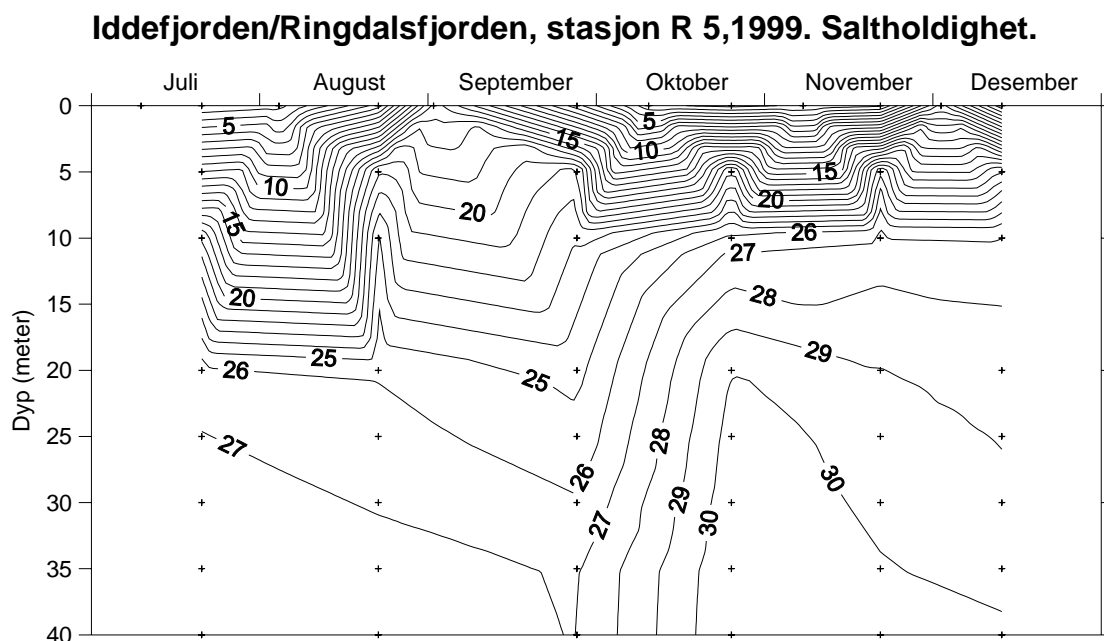 Iddefjorden/Ringdalsfjorden, stasjon R 5,1999. Saltholdighet.
Juli August September Oktober November Desember
0
5 5
15
10
5 15
10 20 20
15
10 26
27
20 28
15
25 29
20 26 25
Dyp (meter)
25 27 28
26 30
30 29
27 30
35
40